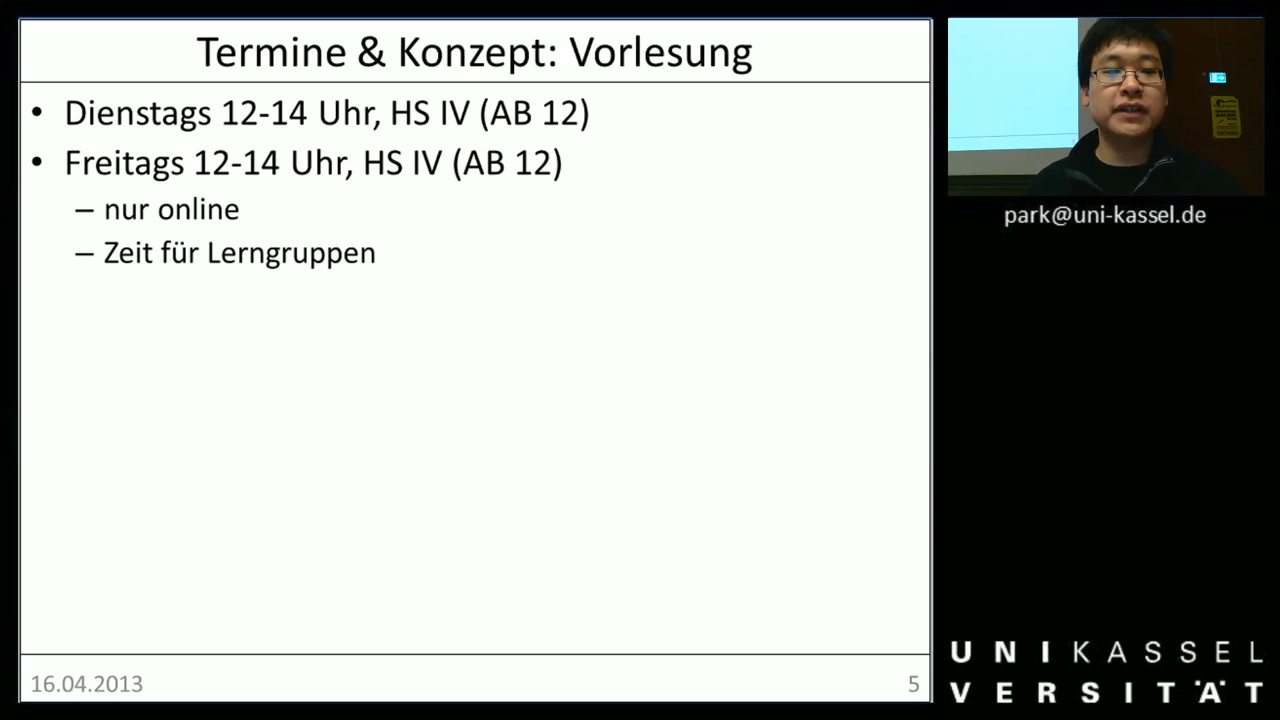 Termine & Konzept: Vorlesung
• Dienstags 12-14 Uhr, HS IV (AB 12)
• Freitags 12-14 Uhr, HS IV (AB 12)
– nur online
– Zeit für Lerngruppen
16.04.2013
5
park@uni-kassel.de
UNIKASSEL
VERSITÄT